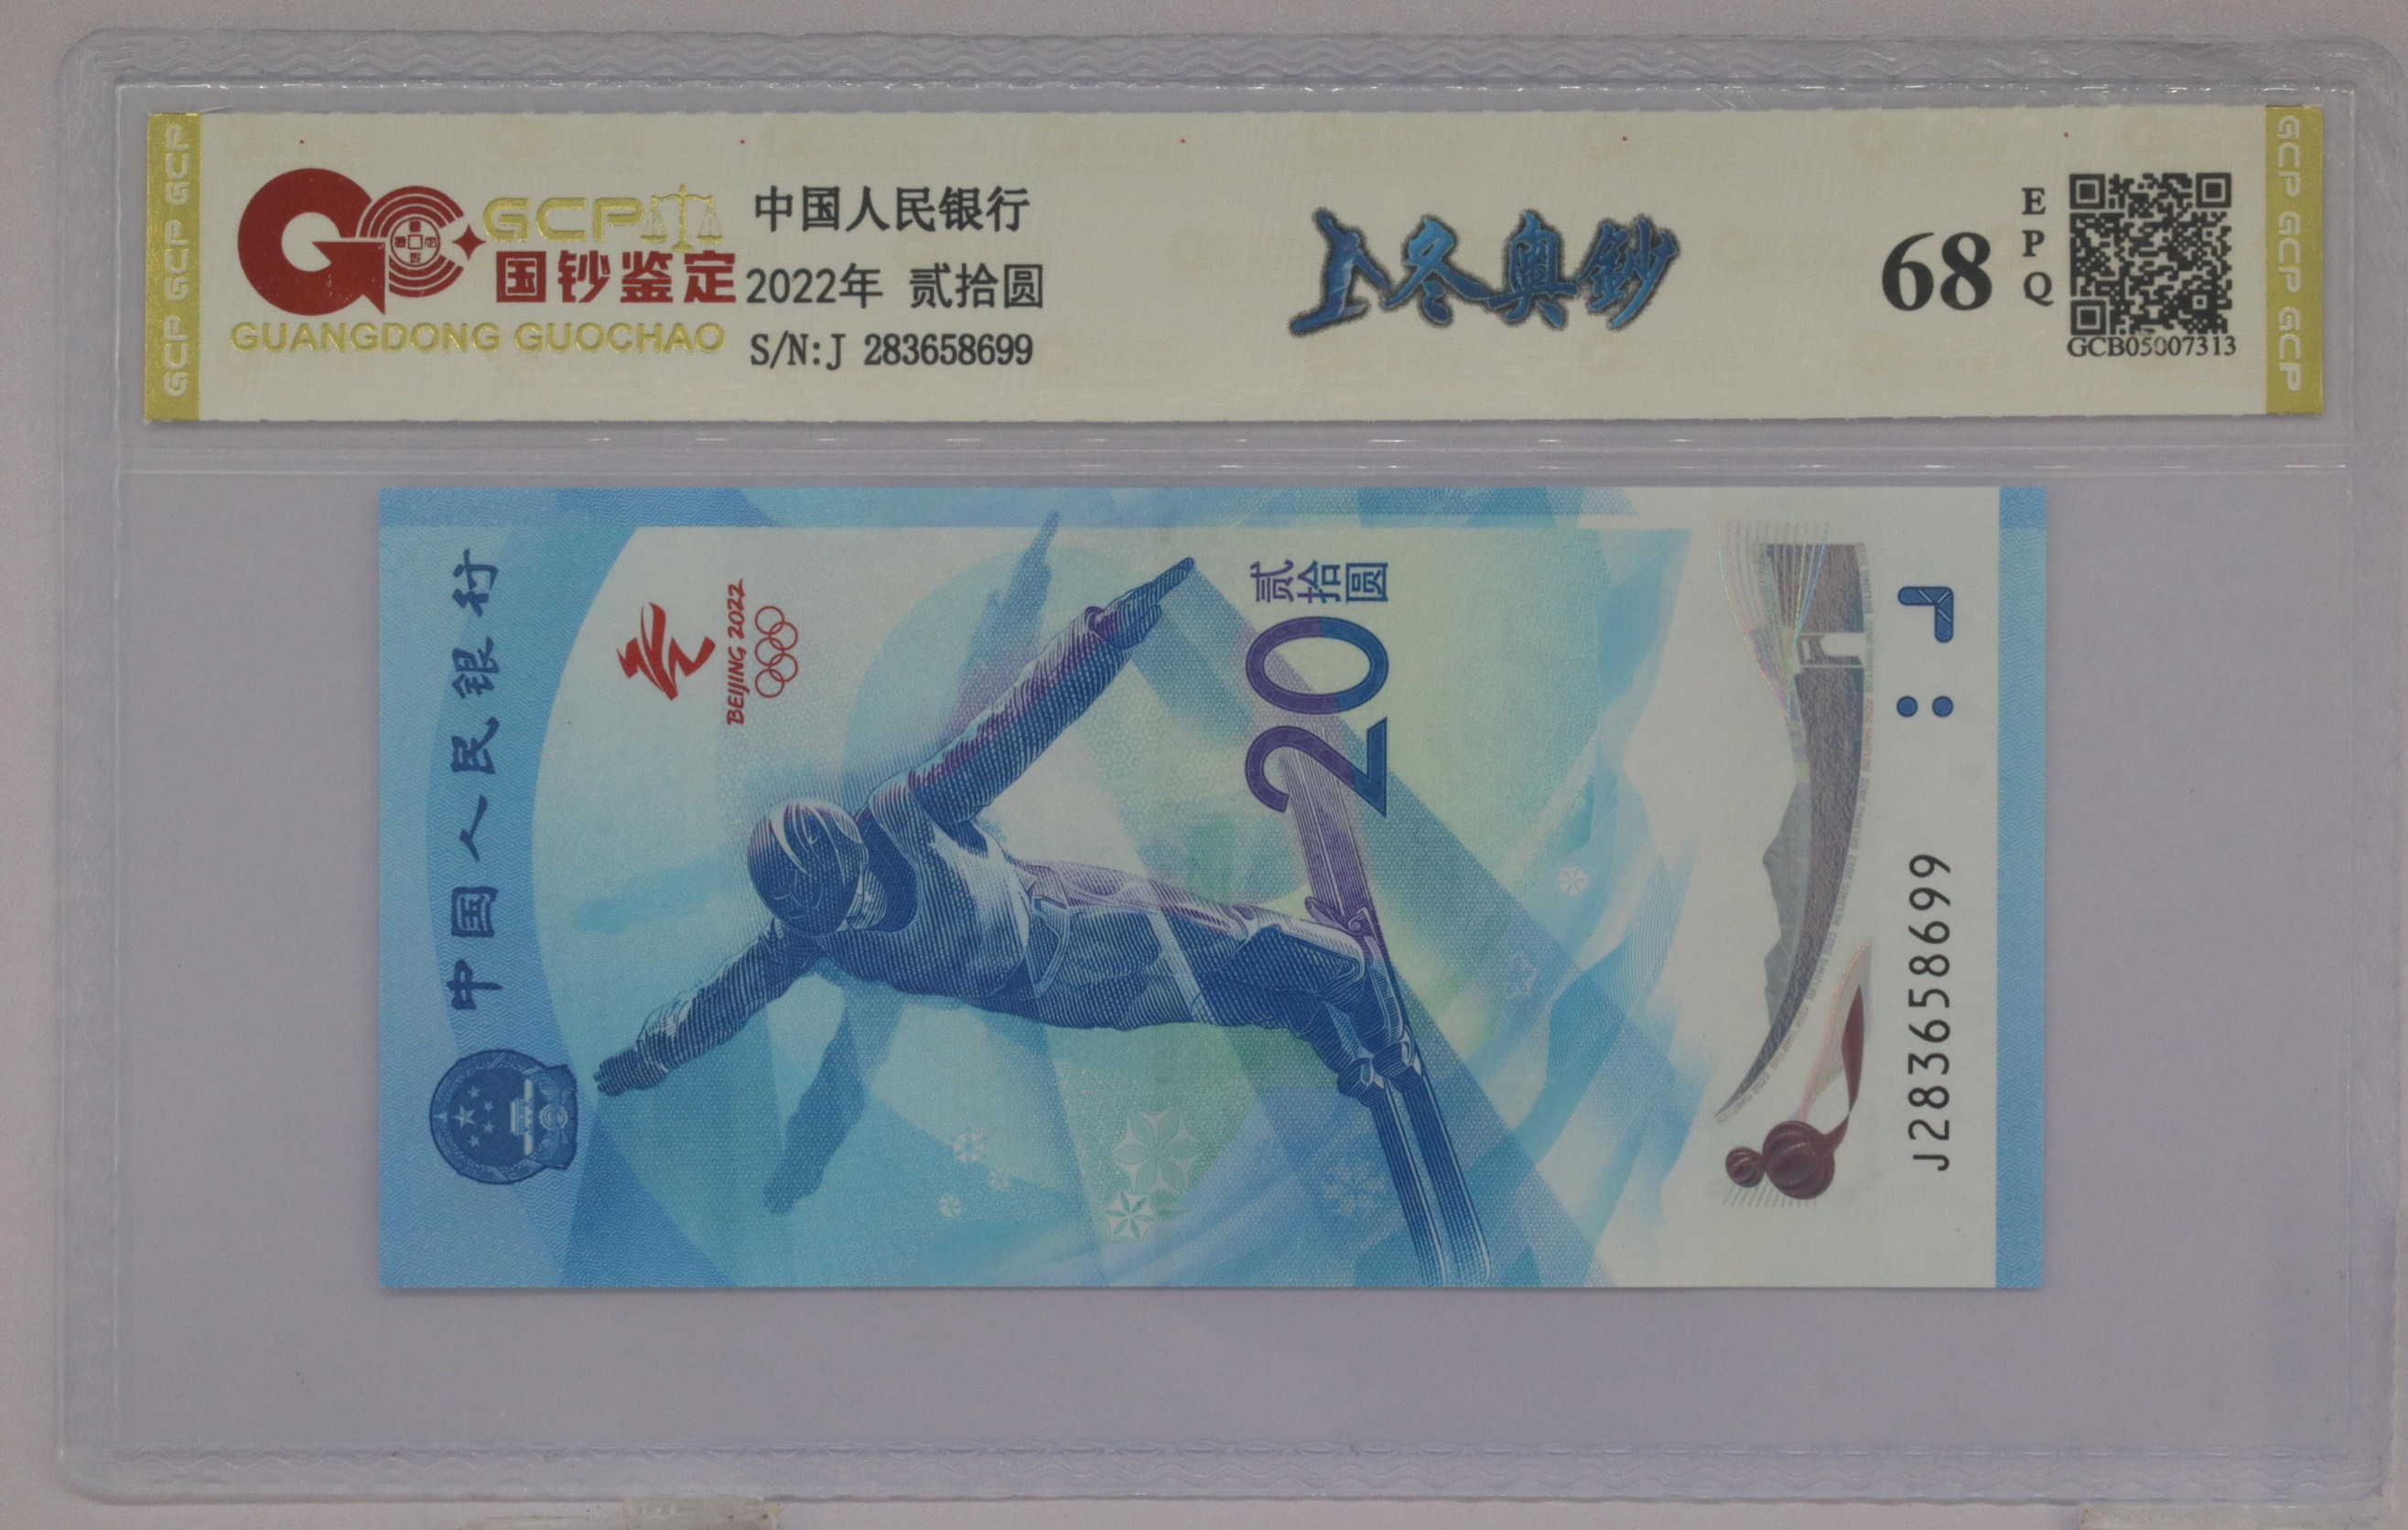 GCP
国钞鉴定
GUANGDONG GUOCHAO
中国人民银行
2022年 贰拾圆
S/N:J 283658699
冬奥鈔
68
EPQ
GCB05007313
GCP GCP GCP
GCP GCP GCP
中国人民银行
BEIJING 2022
贰拾圆
20
J283658699